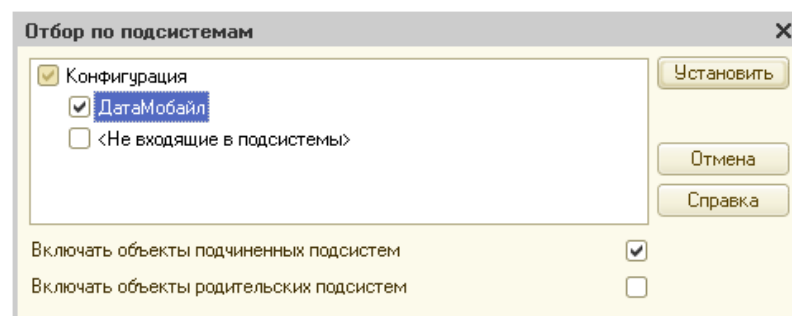 Отбор по подсистемам
Конфигурация
ДатаМобайл
<Не входящие в подсистемы>
Установить
Отмена
Справка
Включать объекты подчиненных подсистем
Включать объекты родительских подсистем